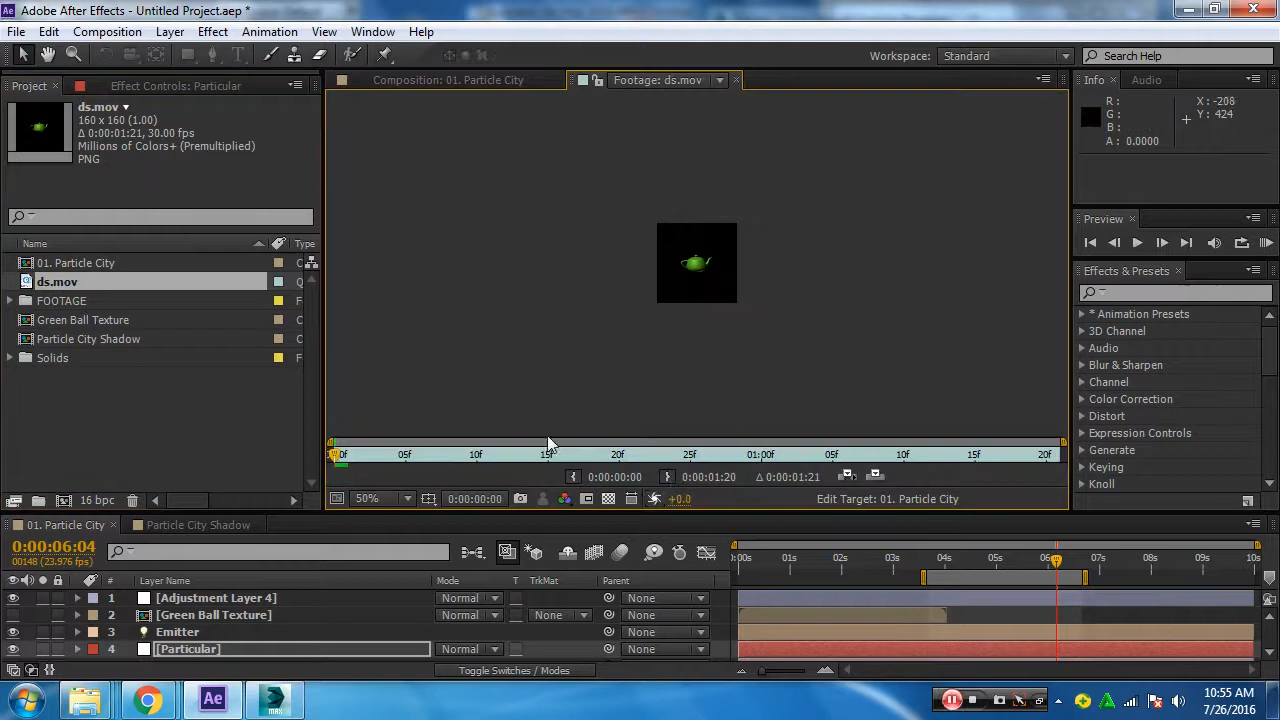 Adobe After Effects - Untitled Project.aep *
File Edit Composition Layer Effect Animation View Window Help
Workspace: Standard Search Help
Project × Effect Controls: Particular
Composition: 01. Particle City Footage: ds.mov ×
Info × Audio
ds.mov ▼
160 x 160 (1.00)
Δ 0:00:01:21, 30.00 fps
Millions of Colors+ (Premultiplied)
PNG
R :
G :
B :
A : 0.0000
X : -208
Y : 424
Preview ×
Name Type
01. Particle City C
ds.mov Q
FOOTAGE F
Green Ball Texture C
Particle City Shadow C
Solids F
Effects & Presets ×
* Animation Presets
3D Channel
Audio
Blur & Sharpen
Channel
Color Correction
Distort
Expression Controls
Generate
Keying
Knoll
05f 10f 15f 20f 25f 01:00f 05f 10f 15f 20f
0:00:00:00 0:00:01:20 Δ 0:00:01:21
16 bpc
50% 0:00:00:00 +0.0 Edit Target: 01. Particle City
01. Particle City × Particle City Shadow
0:00:06:04
00148 (23.976 fps)
01s 02s 03s 04s 05s 07s 08s 09s
# Layer Name Mode T TrkMat Parent
1 [Adjustment Layer 4] Normal None
2 [Green Ball Texture] Normal None None
3 Emitter None
4 [Particular] Normal None
Toggle Switches / Modes
Ae MAX
10:55 AM
7/26/2016